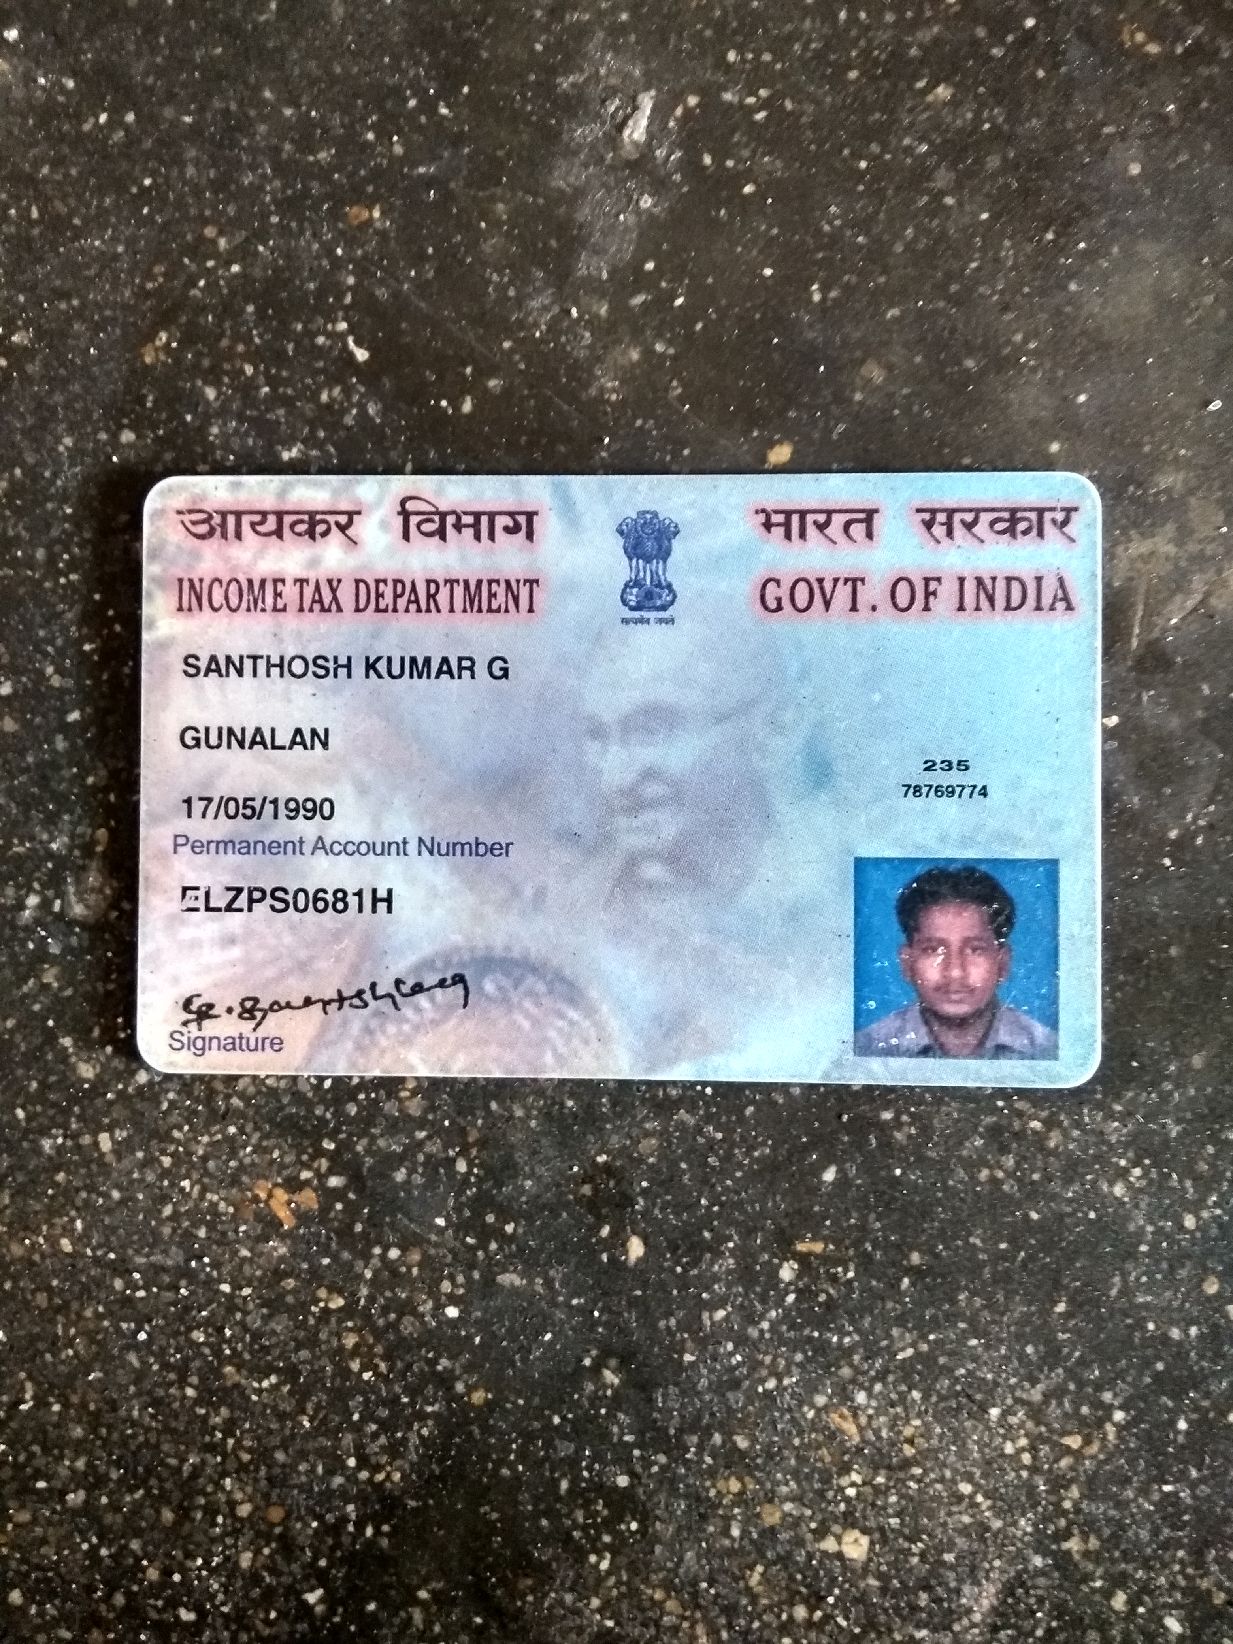 आयकर विभाग
INCOME TAX DEPARTMENT
भारत सरकार
GOVT. OF INDIA
सत्यमेव जयते
SANTHOSH KUMAR G
GUNALAN
17/05/1990
Permanent Account Number
ELZPS0681H
235
78769774
Signature